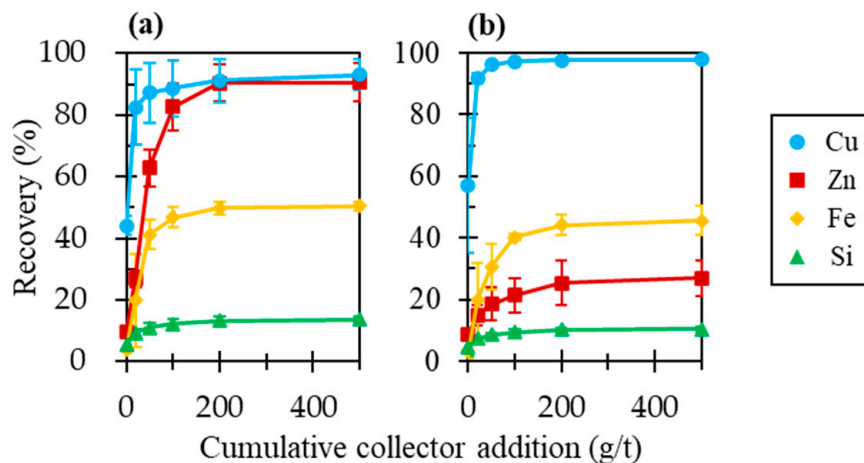 (a) (b)
100 100
80 80
60 60
40 40
20 20
0 0
0 200 400 0 200 400
Recovery (%)
Cumulative collector addition (g/t)
Cu
Zn
Fe
Si